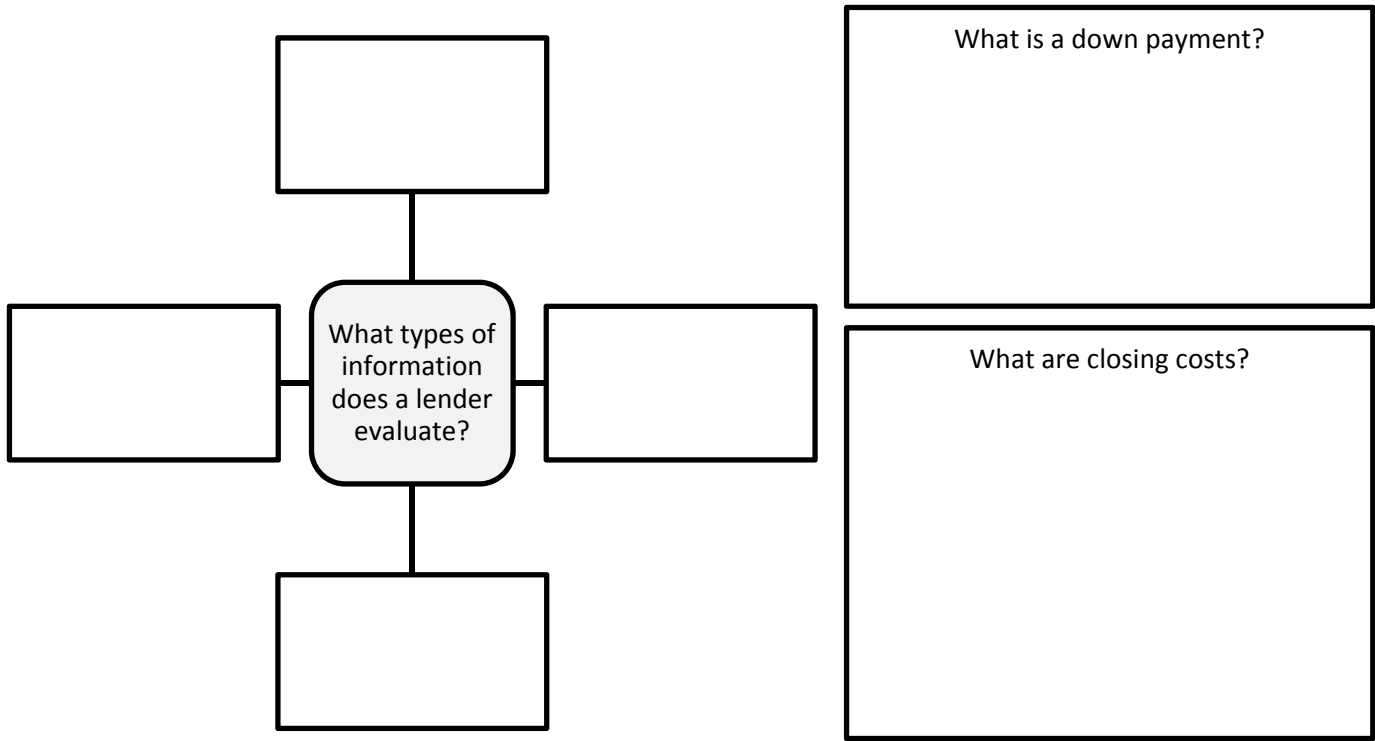 What types of
information
does a lender
evaluate?
What is a down payment?
What are closing costs?